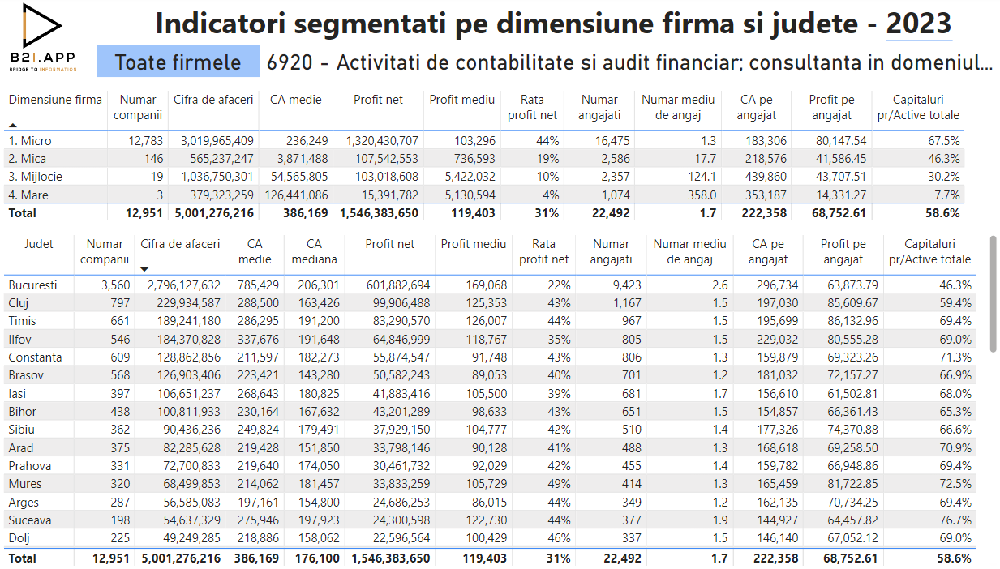 Indicatori segmentati pe dimensiune firma si judete - 2023
B2I.APP
BRIDGE TO INFORMATION
Toate firmele 6920 - Activitati de contabilitate si audit financiar; consultanta in domeniul...
Dimensiune firma Numar companii Cifra de afaceri CA medie Profit net Profit mediu Rata profit net Numar angajati Numar mediu de angaj CA pe angajat Profit pe angajat Capitaluri pr/Active totale
1. Micro 12,783 3,019,965,409 236,249 1,320,430,707 103,296 44% 16,475 1.3 183,306 80,147.54 67.5%
2. Mica 146 565,237,247 3,871,488 107,542,553 736,593 19% 2,586 17.7 218,576 41,586.45 46.3%
3. Mijlocie 19 1,036,750,301 54,565,805 103,018,608 5,422,032 10% 2,357 124.1 439,860 43,707.51 30.2%
4. Mare 3 379,323,259 126,441,086 15,391,782 5,130,594 4% 1,074 358.0 353,187 14,331.27 7.7%
Total 12,951 5,001,276,216 386,169 1,546,383,650 119,403 31% 22,492 1.7 222,358 68,752.61 58.6%
Judet Numar companii Cifra de afaceri CA medie CA mediana Profit net Profit mediu Rata profit net Numar angajati Numar mediu de angaj CA pe angajat Profit pe angajat Capitaluri pr/Active totale
Bucuresti 3,560 2,796,127,632 785,429 206,301 601,882,694 169,068 22% 9,423 2.6 296,734 63,873.79 46.3%
Cluj 797 229,934,587 288,500 163,426 99,906,488 125,353 43% 1,167 1.5 197,030 85,609.67 59.4%
Timis 661 189,241,180 286,295 191,200 83,290,570 126,007 44% 967 1.5 195,699 86,132.96 69.4%
Ilfov 546 184,370,828 337,676 191,648 64,846,999 118,767 35% 805 1.5 229,032 80,555.28 69.0%
Constanta 609 128,862,856 211,597 182,273 55,874,547 91,748 43% 806 1.3 159,879 69,323.26 71.3%
Brasov 568 126,903,406 223,421 143,280 50,582,243 89,053 40% 701 1.2 181,032 72,157.27 66.9%
Iasi 397 106,651,237 268,643 180,825 41,883,416 105,500 39% 681 1.7 156,610 61,502.81 68.0%
Bihor 438 100,811,933 230,164 167,632 43,201,289 98,633 43% 651 1.5 154,857 66,361.43 65.3%
Sibiu 362 90,436,236 249,824 179,491 37,929,150 104,777 42% 510 1.4 177,326 74,370.88 66.6%
Arad 375 82,285,628 219,428 151,850 33,798,146 90,128 41% 488 1.3 168,618 69,258.50 70.9%
Prahova 331 72,700,833 219,640 174,050 30,461,732 92,029 42% 455 1.4 159,782 66,948.86 69.4%
Mures 320 68,499,853 214,062 181,457 33,833,259 105,729 49% 414 1.3 165,459 81,722.85 72.5%
Arges 287 56,585,083 197,161 154,800 24,686,253 86,015 44% 349 1.2 162,135 70,734.25 69.4%
Suceava 198 54,637,329 275,946 197,923 24,300,598 122,730 44% 377 1.9 144,927 64,457.82 76.7%
Dolj 225 49,249,285 218,886 158,062 22,596,564 100,429 46% 337 1.5 146,140 67,052.12 69.0%
Total 12,951 5,001,276,216 386,169 176,100 1,546,383,650 119,403 31% 22,492 1.7 222,358 68,752.61 58.6%